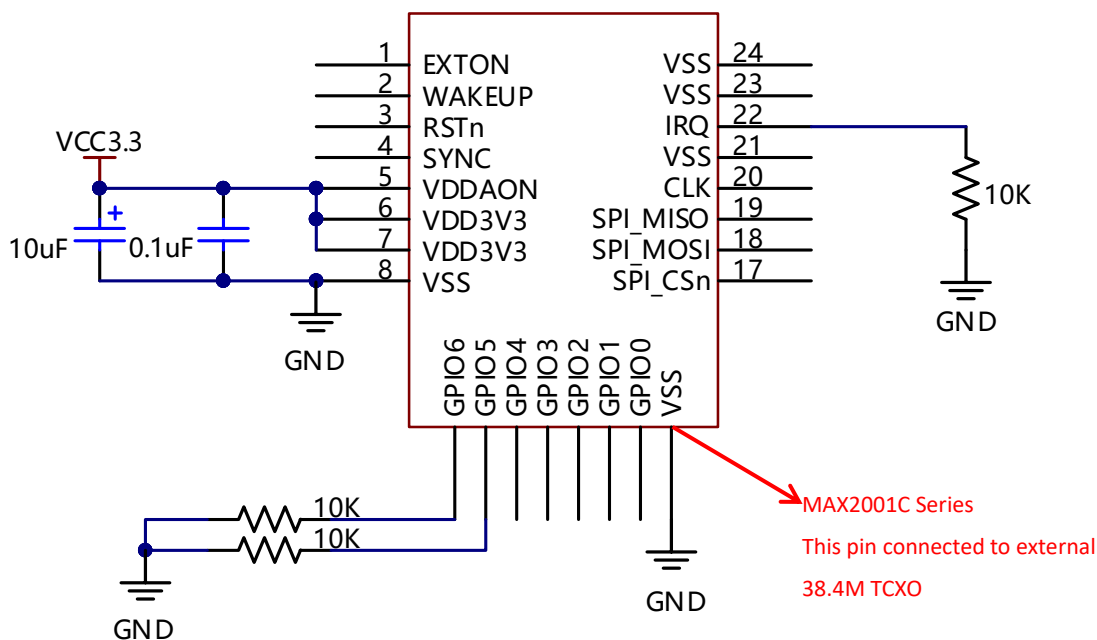 1 EXTON
2 WAKEUP
3 RSTn
4 SYNC
5 VDDAON
6 VDD3V3
7 VDD3V3
8 VSS
VSS 24
VSS 23
IRQ 22
VSS 21
CLK 20
SPI_MISO 19
SPI_MOSI 18
SPI_CSn 17
VCC3.3
+
10uF
0.1uF
GND
10K
GND
GPIO6
GPIO5
GPIO4
GPIO3
GPIO2
GPIO1
GPIO0
VSS
10K
10K
GND
GND
MAX2001C Series
This pin connected to external
38.4M TCXO